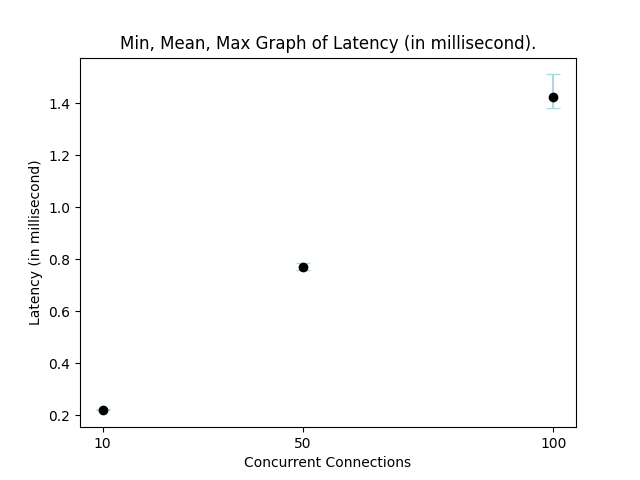 Min, Mean, Max Graph of Latency (in millisecond).
1.4
1.2
1.0
0.8
0.6
0.4
0.2
Latency (in millisecond)
10 50 100
Concurrent Connections